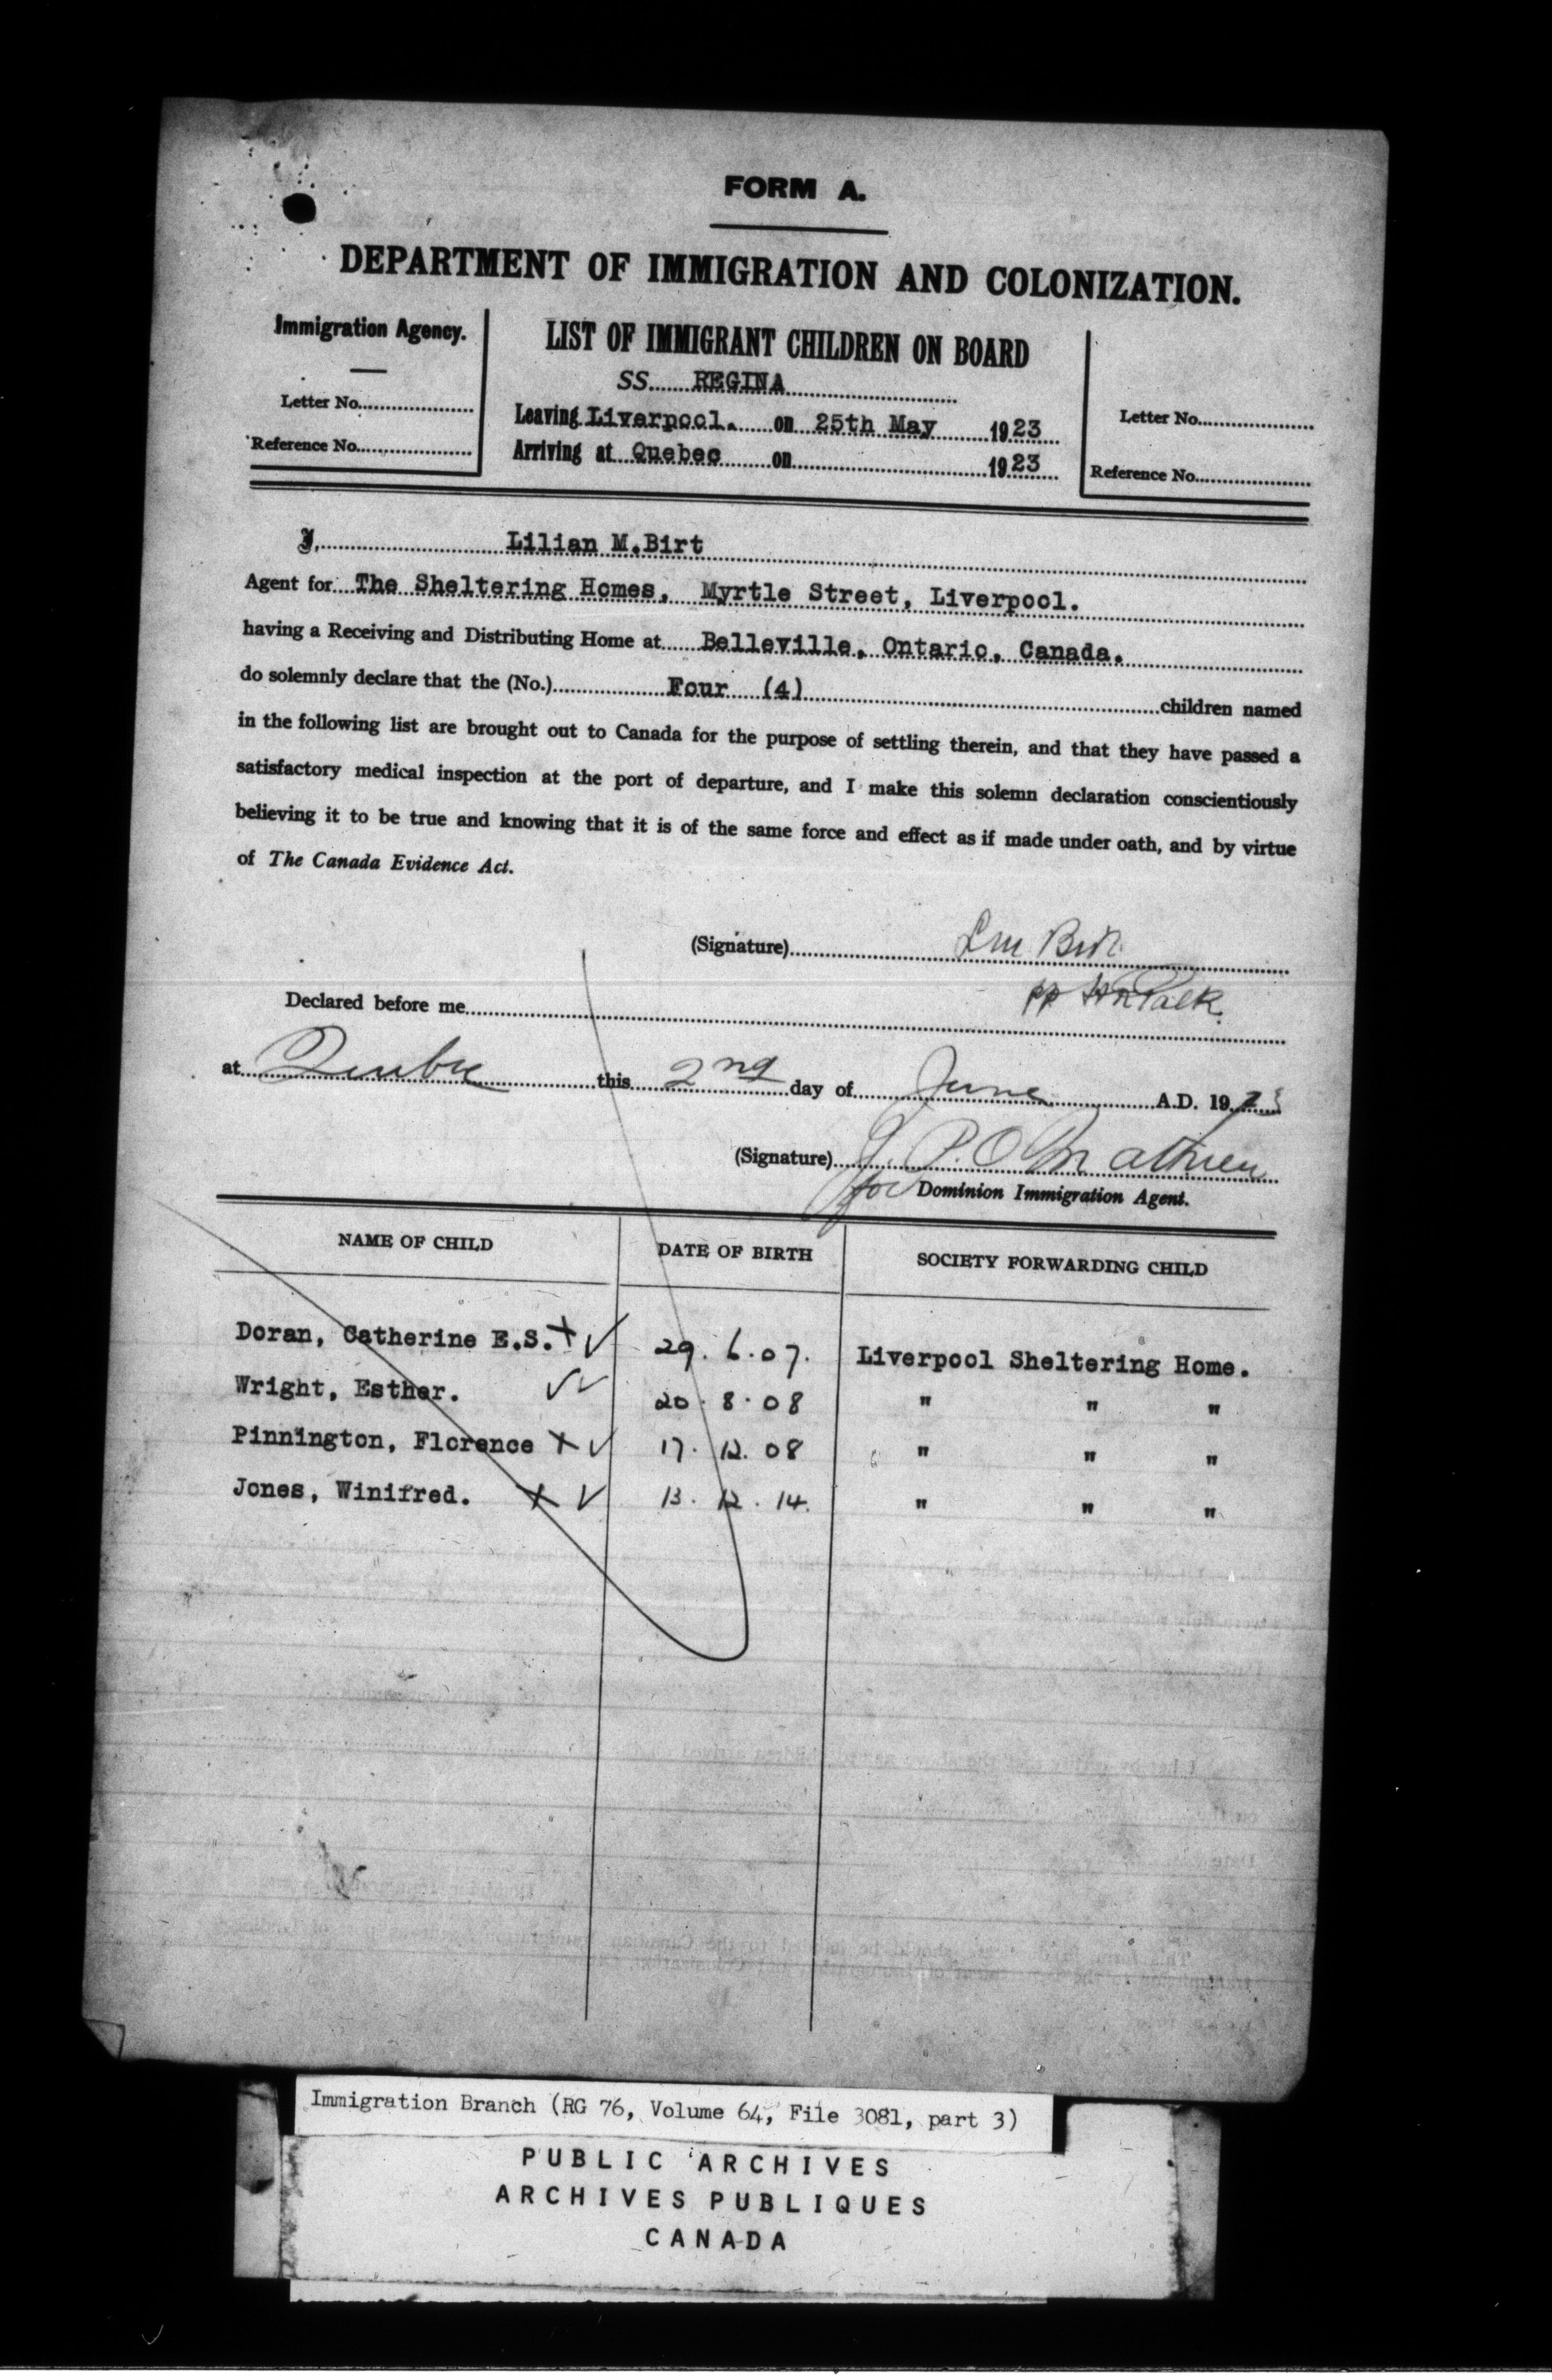 FORM A.
DEPARTMENT OF IMMIGRATION AND COLONIZATION.
Immigration Agency.
Letter No.
Reference No.
LIST OF IMMIGRANT CHILDREN ON BOARD
SS REGINA
Leaving Liverpool. on 25th May 1923
Arriving at Quebec on 1923
Letter No.
Reference No.
I, Lilian M.Birt
Agent for The Sheltering Homes, Myrtle Street, Liverpool.
having a Receiving and Distributing Home at Belleville, Ontario, Canada.
do solemnly declare that the (No.) Four (4) children named
in the following list are brought out to Canada for the purpose of settling therein, and that they have passed a
satisfactory medical inspection at the port of departure, and I make this solemn declaration conscientiously
believing it to be true and knowing that it is of the same force and effect as if made under oath, and by virtue
of The Canada Evidence Act.
(Signature) LM Birt
pp
Declared before me
at Quebec this 2nd day of June A.D. 1923
(Signature) J. P. O Mathieu
for Dominion Immigration Agent.
NAME OF CHILD DATE OF BIRTH SOCIETY FORWARDING CHILD
Doran, Catherine E.S. + ✓ 29. 6. 07. Liverpool Sheltering Home.
Wright, Esther. ✓✓ 20. 8. 08 " " "
Pinnington, Florence + ✓ 17. 12. 08 " " "
Jones, Winifred. + ✓ 13. 12. 14. " " "
Immigration Branch (RG 76, Volume 64, File 3081, part 3)
PUBLIC ARCHIVES
ARCHIVES PUBLIQUES
CANADA